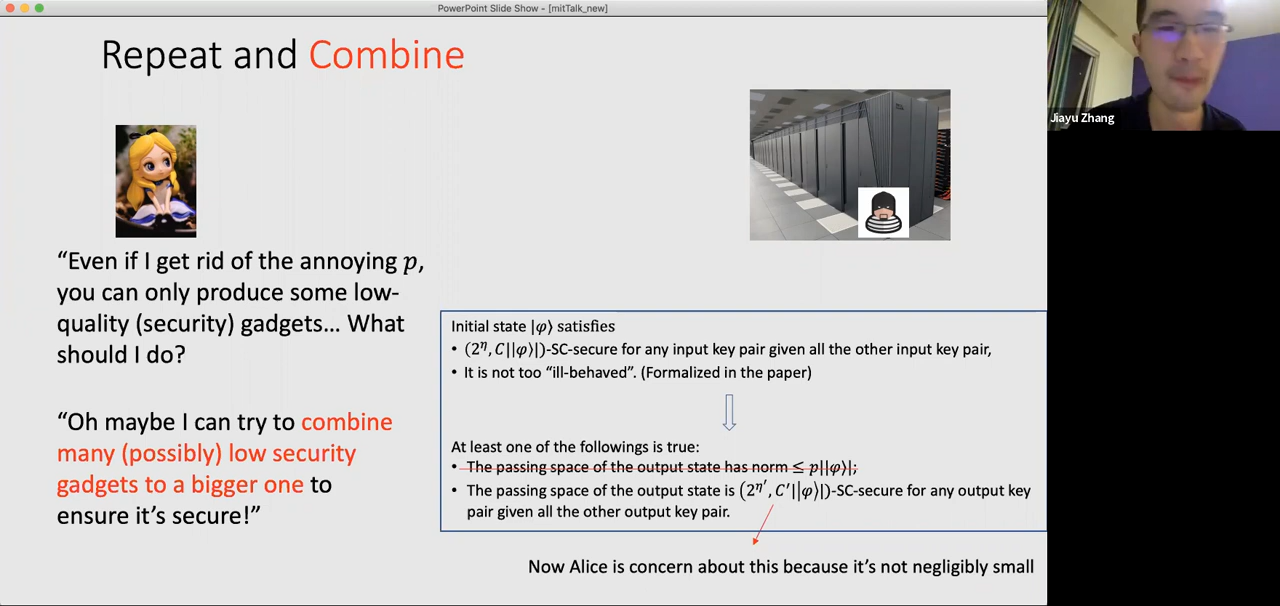 PowerPoint Slide Show - [mitTalk_new]
Repeat and Combine
Jiayu Zhang
“Even if I get rid of the annoying p,
you can only produce some low-
quality (security) gadgets... What
should I do?
“Oh maybe I can try to combine
many (possibly) low security
gadgets to a bigger one to
ensure it’s secure!”
Initial state |φ⟩ satisfies
• (2^η, C||φ⟩|)-SC-secure for any input key pair given all the other input key pair,
• It is not too “ill-behaved”. (Formalized in the paper)
At least one of the followings is true:
• The passing space of the output state has norm ≤ p||φ⟩|;
• The passing space of the output state is (2^η′, C′||φ⟩|)-SC-secure for any output key
pair given all the other output key pair.
Now Alice is concern about this because it’s not negligibly small